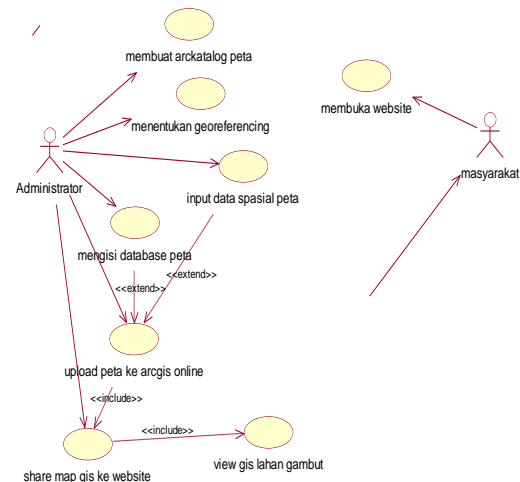 membuat arckatalog peta
membuka website
menentukan georeferencing
Administrator
masyarakat
input data spasial peta
mengisi database peta
<<extend>>
<<extend>>
upload peta ke arcgis online
<<include>>
<<include>>
view gis lahan gambut
share map gis ke website